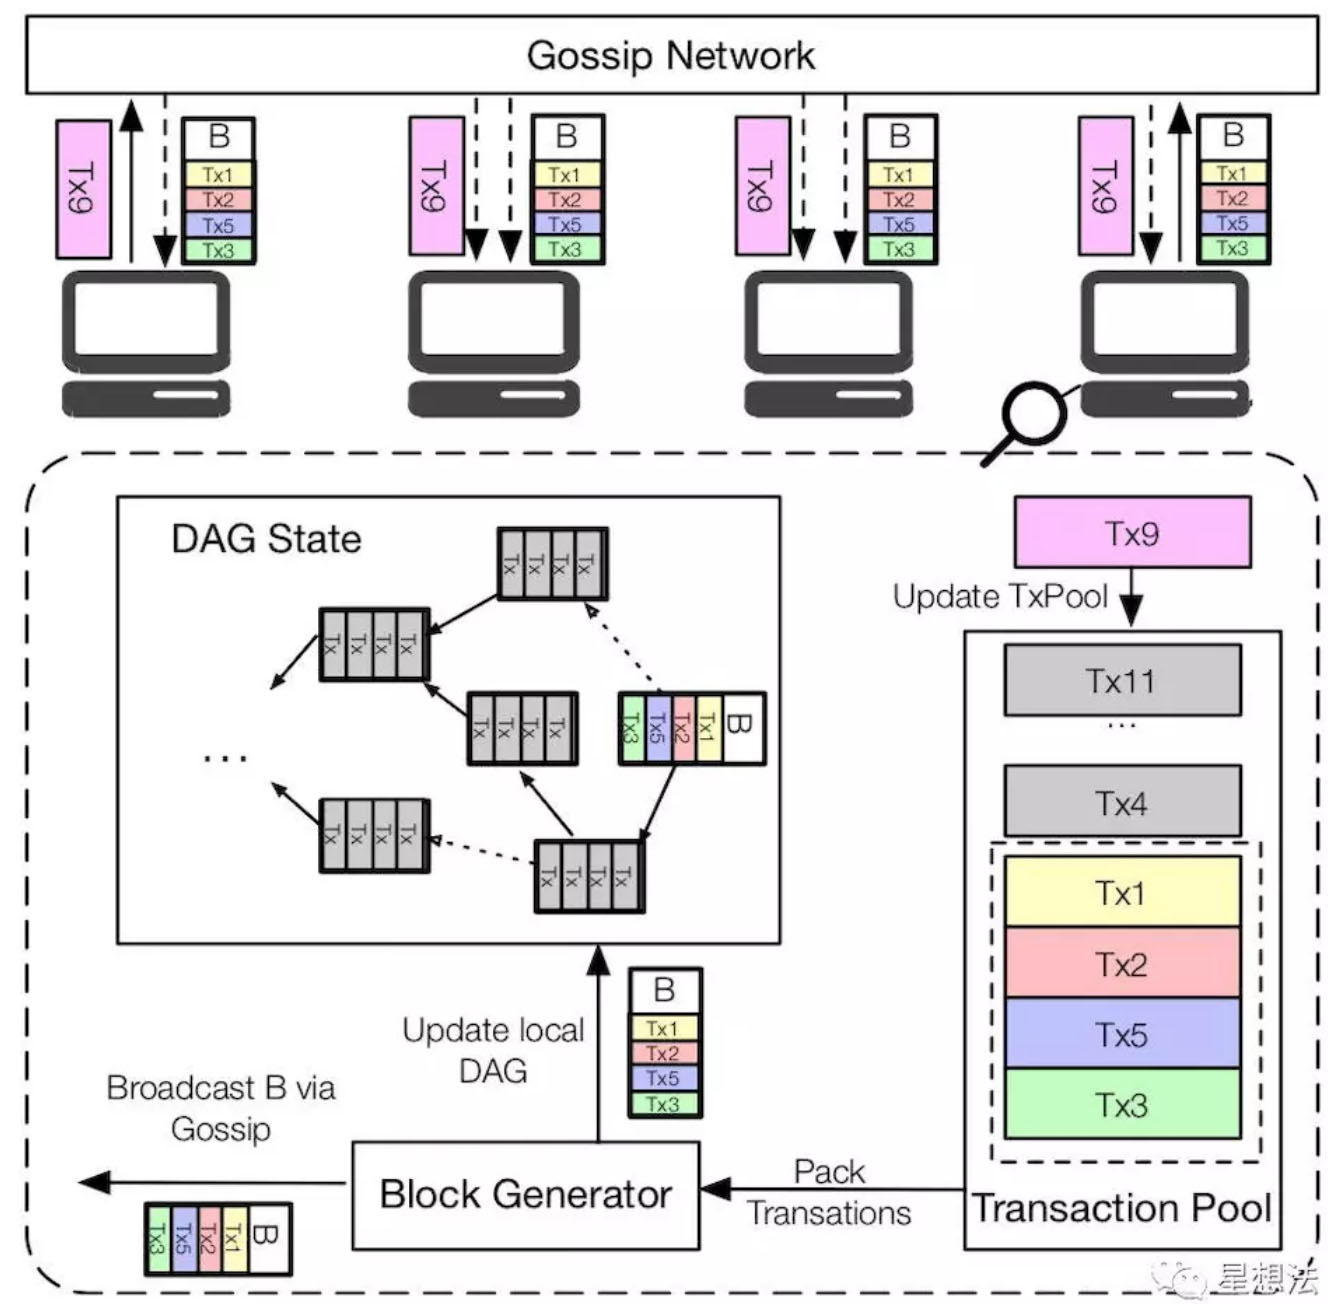 Gossip Network
Tx9
B
Tx1
Tx2
Tx5
Tx3
Tx9
B
Tx1
Tx2
Tx5
Tx3
Tx9
B
Tx1
Tx2
Tx5
Tx3
Tx9
B
Tx1
Tx2
Tx5
Tx3
DAG State
Tx Tx Tx Tx
Tx Tx Tx Tx
Tx Tx Tx Tx
Tx3 Tx5 Tx2 Tx1 B
...
Tx Tx Tx Tx
Tx Tx Tx Tx
Tx9
Update TxPool
Tx11
...
Tx4
Tx1
Tx2
Tx5
Tx3
Transaction Pool
Pack
Transations
Block Generator
Update local
DAG
B
Tx1
Tx2
Tx5
Tx3
Broadcast B via
Gossip
Tx3 Tx5 Tx2 Tx1 B
星想法